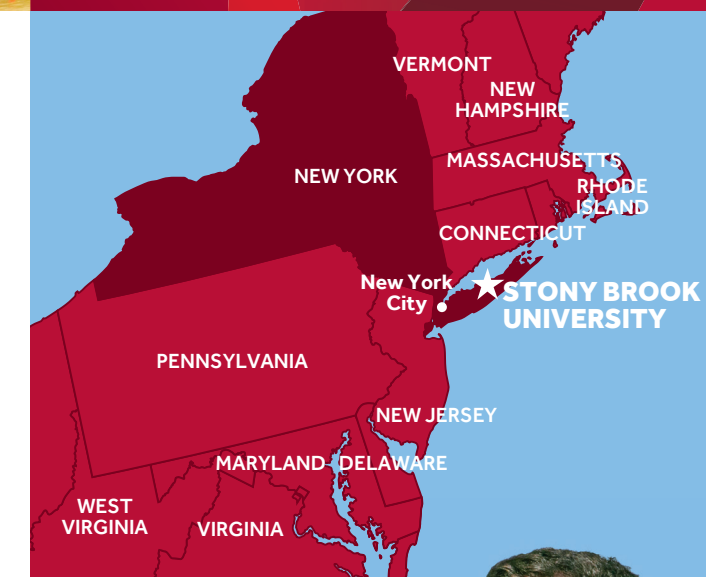 VERMONT
NEW
HAMPSHIRE
MASSACHUSETTS
NEW YORK
RHODE
ISLAND
CONNECTICUT
New York
City
STONY BROOK
UNIVERSITY
PENNSYLVANIA
NEW JERSEY
MARYLAND
DELAWARE
WEST
VIRGINIA
VIRGINIA